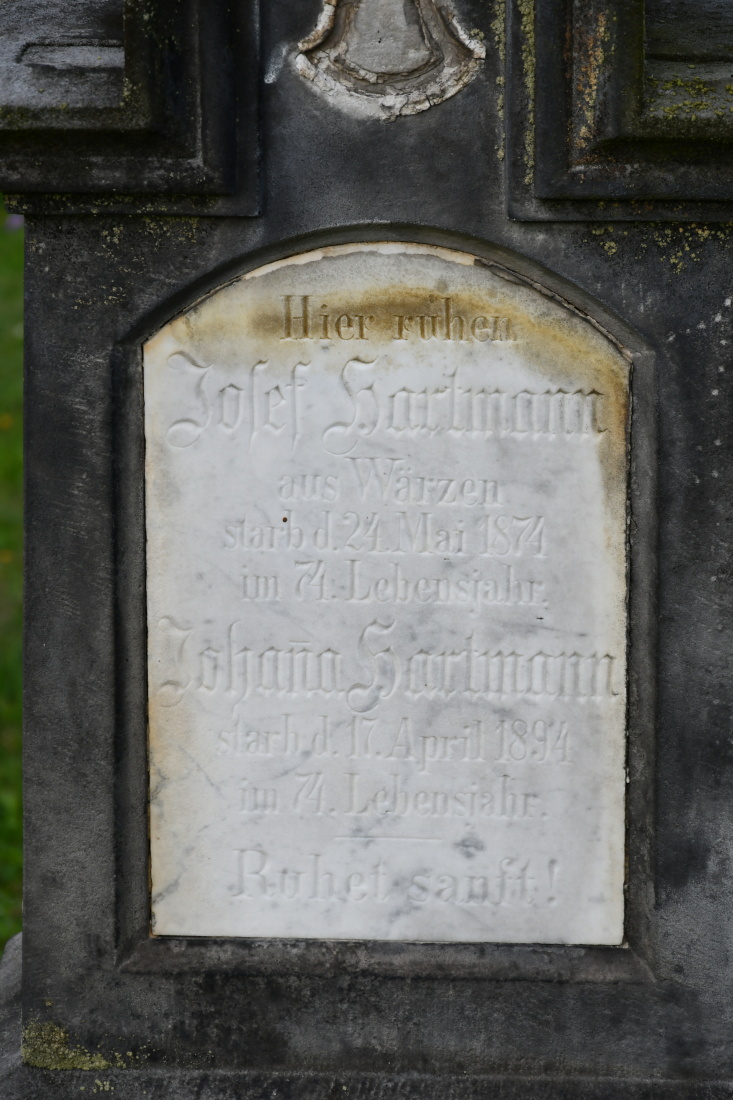 Hier ruhen
Josef Hartmann
aus Wärzen
starb d. 24. Mai 1874
im 74. Lebensjahr.
Johan̄a Hartmann
starb d. 17. April 1894
im 74. Lebensjahr.
Ruhet sanft!